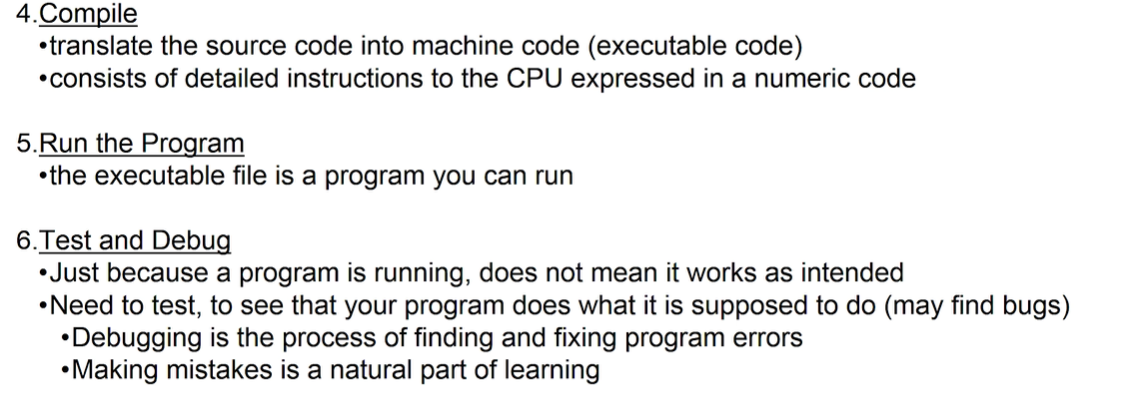 4.Compile
•translate the source code into machine code (executable code)
•consists of detailed instructions to the CPU expressed in a numeric code
5.Run the Program
•the executable file is a program you can run
6.Test and Debug
•Just because a program is running, does not mean it works as intended
•Need to test, to see that your program does what it is supposed to do (may find bugs)
•Debugging is the process of finding and fixing program errors
•Making mistakes is a natural part of learning